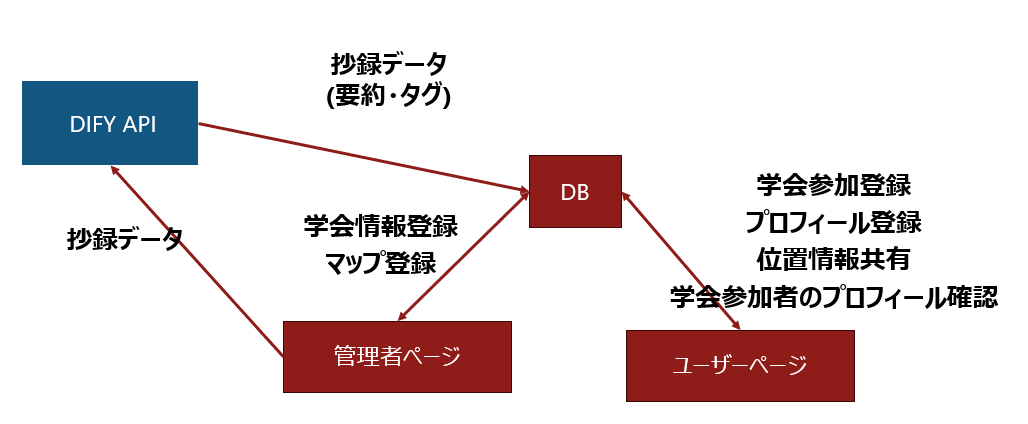 抄録データ
(要約・タグ)
DIFY API
DB
学会参加登録
プロフィール登録
位置情報共有
学会参加者のプロフィール確認
学会情報登録
マップ登録
抄録データ
管理者ページ
ユーザーページ